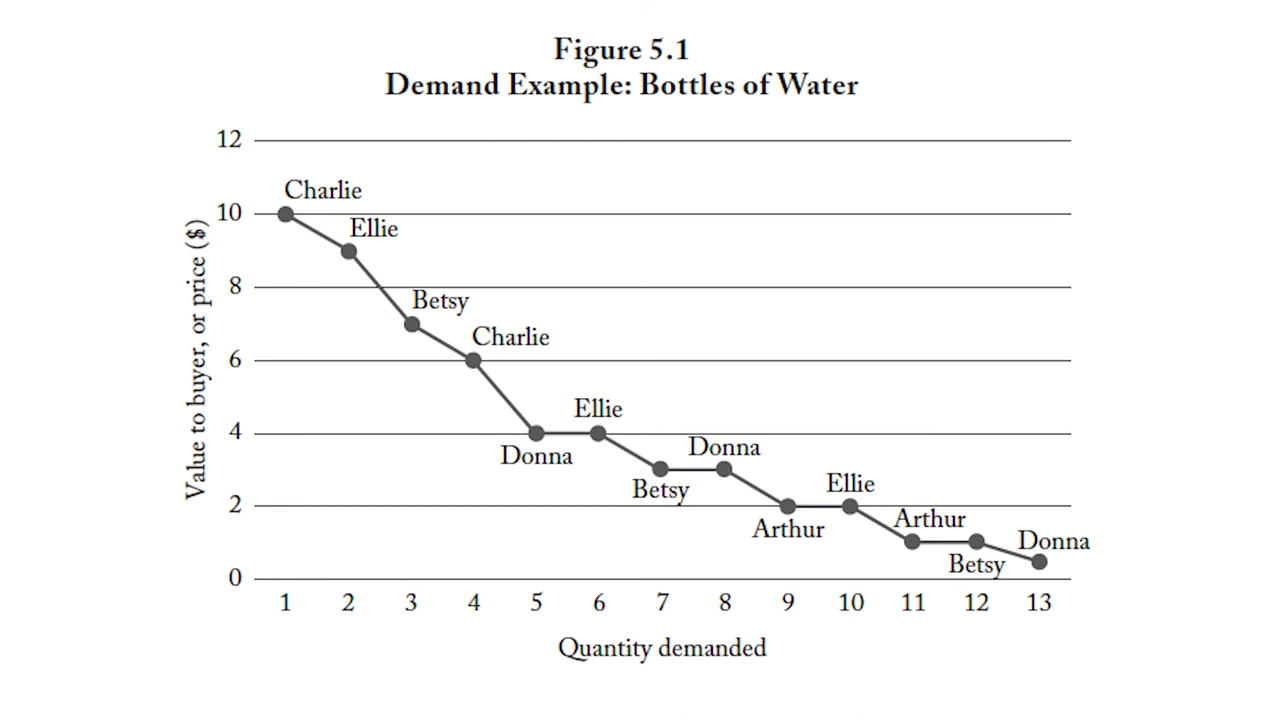 Figure 5.1
Demand Example: Bottles of Water
Value to buyer, or price ($)
12
10
8
6
4
2
0
Charlie
Ellie
Betsy
Charlie
Donna
Ellie
Betsy
Donna
Arthur
Ellie
Arthur
Betsy
Donna
1 2 3 4 5 6 7 8 9 10 11 12 13
Quantity demanded